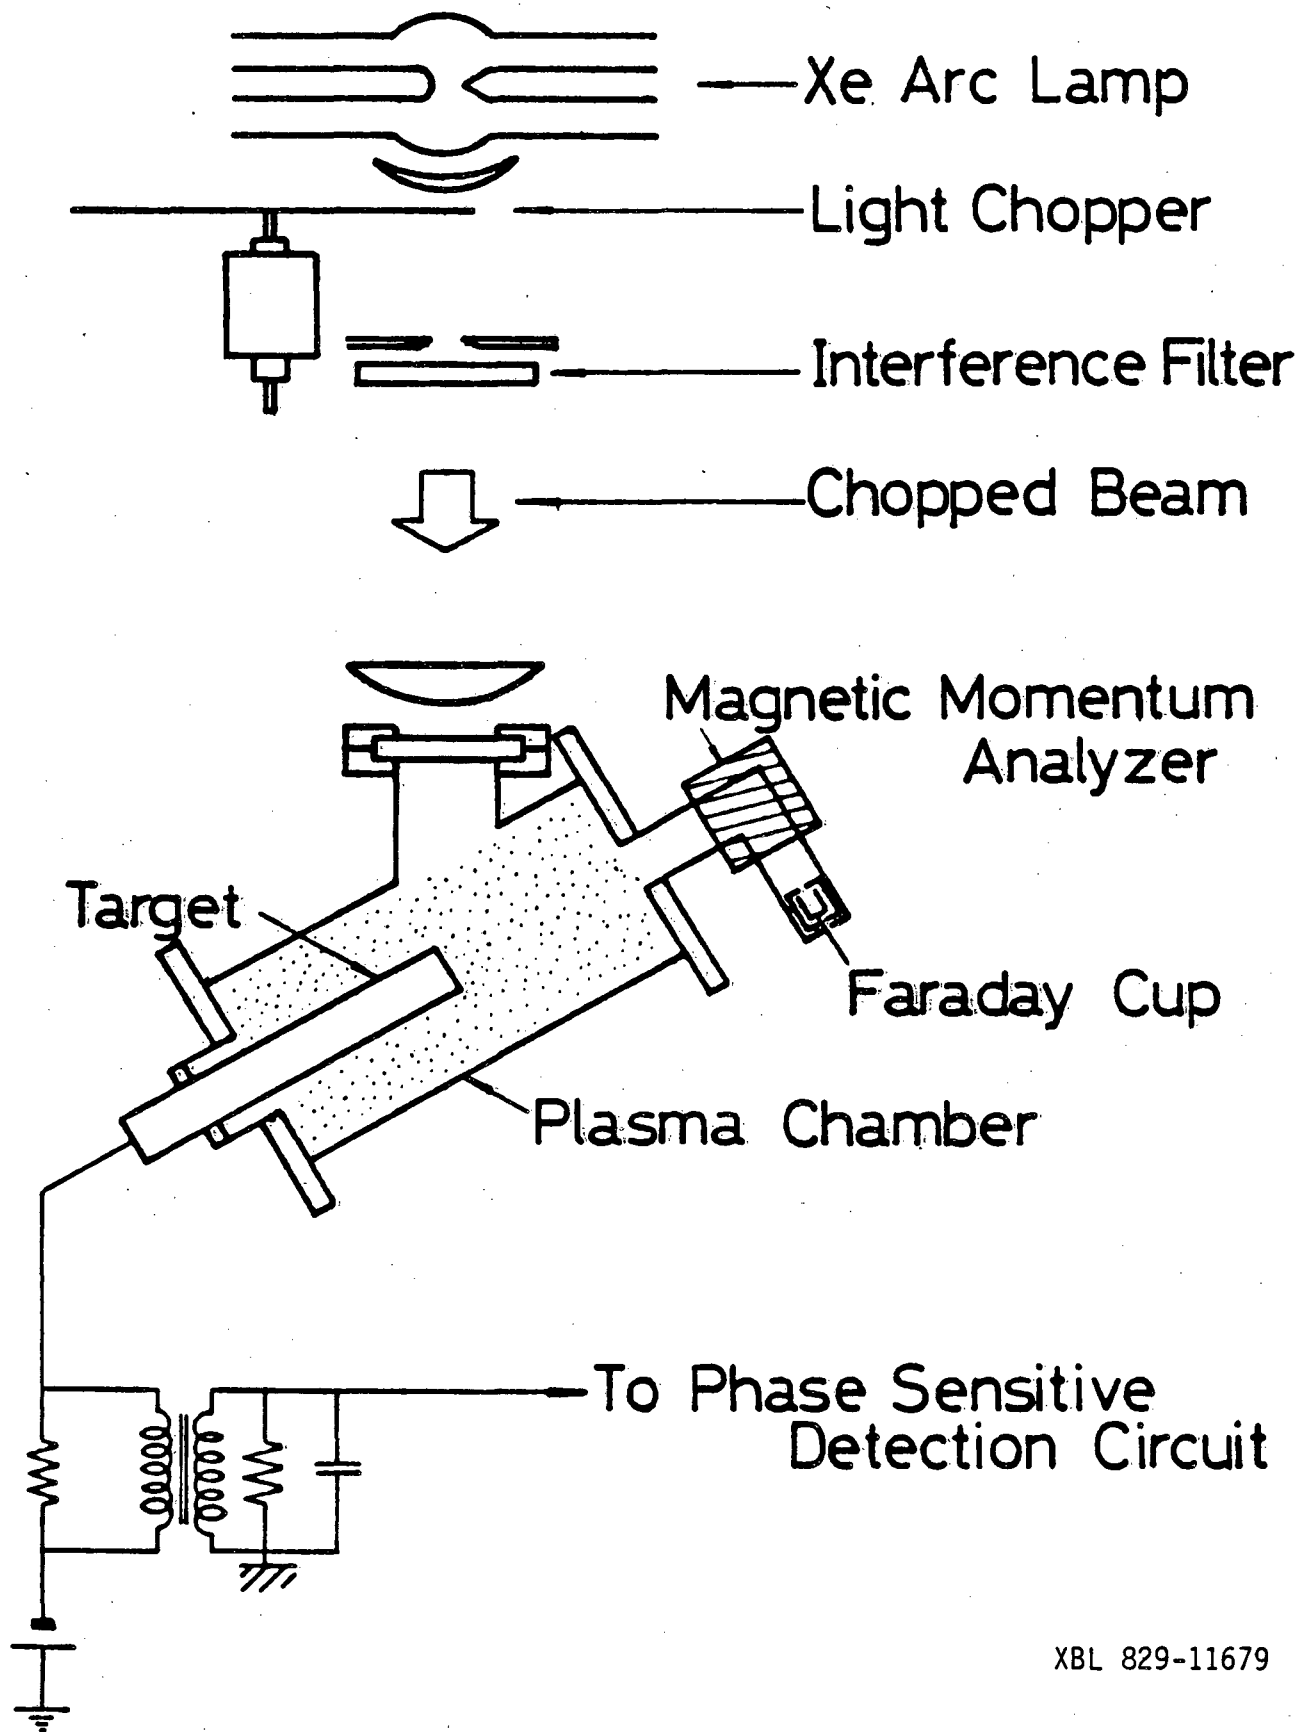 Xe Arc Lamp
Light Chopper
Interference Filter
Chopped Beam
Magnetic Momentum
Analyzer
Target
Faraday Cup
Plasma Chamber
To Phase Sensitive
Detection Circuit
XBL 829-11679